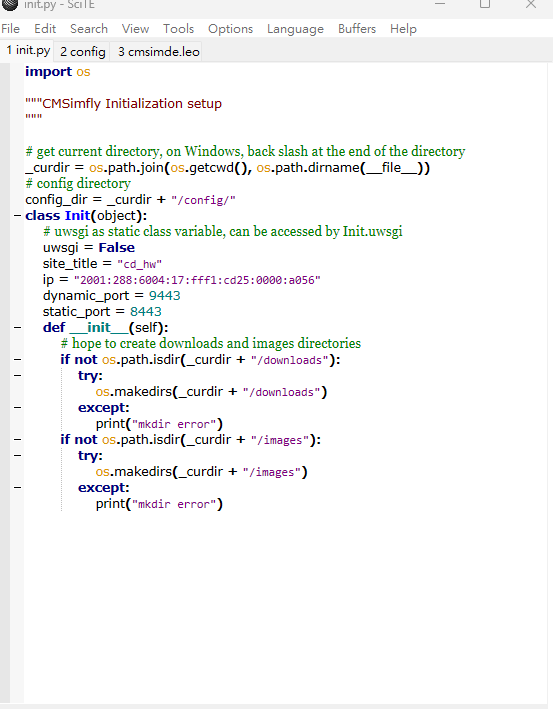 init.py - SciTE
File Edit Search View Tools Options Language Buffers Help
1 init.py 2 config 3 cmsimde.leo
import os
"""CMSimfly Initialization setup
"""
# get current directory, on Windows, back slash at the end of the directory
_curdir = os.path.join(os.getcwd(), os.path.dirname(__file__))
# config directory
config_dir = _curdir + "/config/"
class Init(object):
# uwsgi as static class variable, can be accessed by Init.uwsgi
uwsgi = False
site_title = "cd_hw"
ip = "2001:288:6004:17:fff1:cd25:0000:a056"
dynamic_port = 9443
static_port = 8443
def __init__(self):
# hope to create downloads and images directories
if not os.path.isdir(_curdir + "/downloads"):
try:
os.makedirs(_curdir + "/downloads")
except:
print("mkdir error")
if not os.path.isdir(_curdir + "/images"):
try:
os.makedirs(_curdir + "/images")
except:
print("mkdir error")